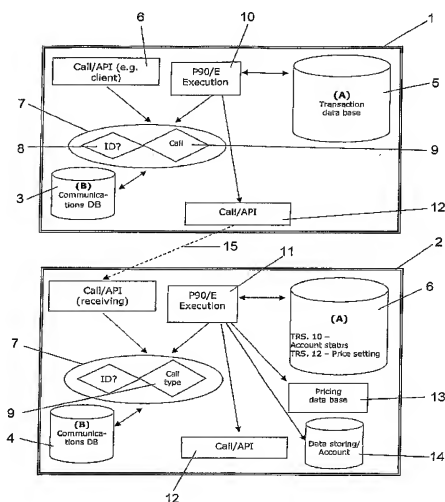 6
10
1
Call/API (e.g.
client)
P90/E
Execution
(A)
Transaction
data base
5
7
8
ID?
Call
9
3
(B)
Communica-
tions DB
Call/API
12
15
11
2
Call/API
(receiving)
P90/E
Execution
6
(A)
TRS. 10 –
Account status
TRS. 12 – Price setting
7
ID?
Call
type
9
Pricing
data base
13
4
(B)
Communica-
tions DB
Call/API
12
Data storing/
Account
14